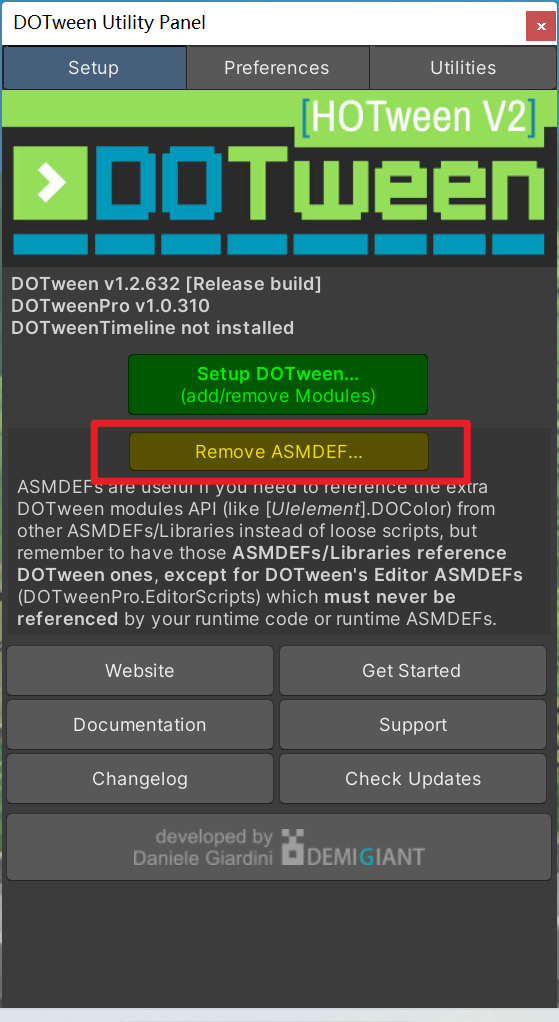 DOTween Utility Panel
Setup
Preferences
Utilities
[HOTween V2]
DOTween
DOTween v1.2.632 [Release build]
DOTweenPro v1.0.310
DOTweenTimeline not installed
Setup DOTween...
(add/remove Modules)
Remove ASMDEF...
ASMDEFs are useful if you need to reference the extra
DOTween modules API (like [UIelement].DOColor) from
other ASMDEFs/Libraries instead of loose scripts, but
remember to have those ASMDEFs/Libraries reference
DOTween ones, except for DOTween's Editor ASMDEFs
(DOTweenPro.EditorScripts) which must never be
referenced by your runtime code or runtime ASMDEFs.
Website
Get Started
Documentation
Support
Changelog
Check Updates
developed by
Daniele Giardini
DEMIGIANT